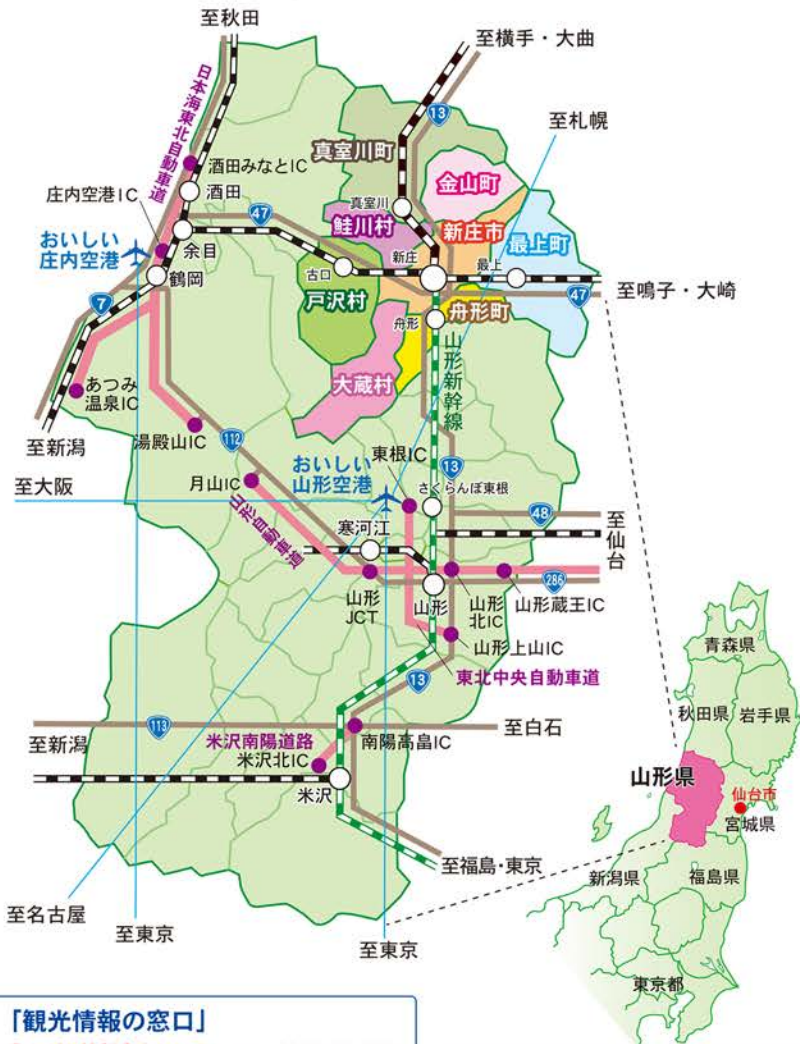 至秋田
至横手・大曲
日本海東北自動車道
13
至札幌
真室川町
酒田みなとIC
金山町
庄内空港IC
酒田
真室川
47
鮭川村
新庄市
最上町
おいしい
庄内空港
余目
新庄
最上
鶴岡
古口
至鳴子・大崎
47
7
戸沢村
舟形町
舟形
山形新幹線
大蔵村
あつみ
温泉IC
至新潟
湯殿山IC
112
東根IC
13
月山IC
おいしい
山形空港
至大阪
さくらんぼ東根
山形自動車道
48
至仙台
寒河江
286
山形
JCT
山形
山形
北IC
山形蔵王IC
山形上山IC
東北中央自動車道
13
青森県
秋田県
岩手県
113
至白石
至新潟
米沢南陽道路
南陽高畠IC
米沢北IC
山形県
仙台市
米沢
宮城県
至福島・東京
新潟県
福島県
至名古屋
至東京
至東京
東京都
「観光情報の窓口」